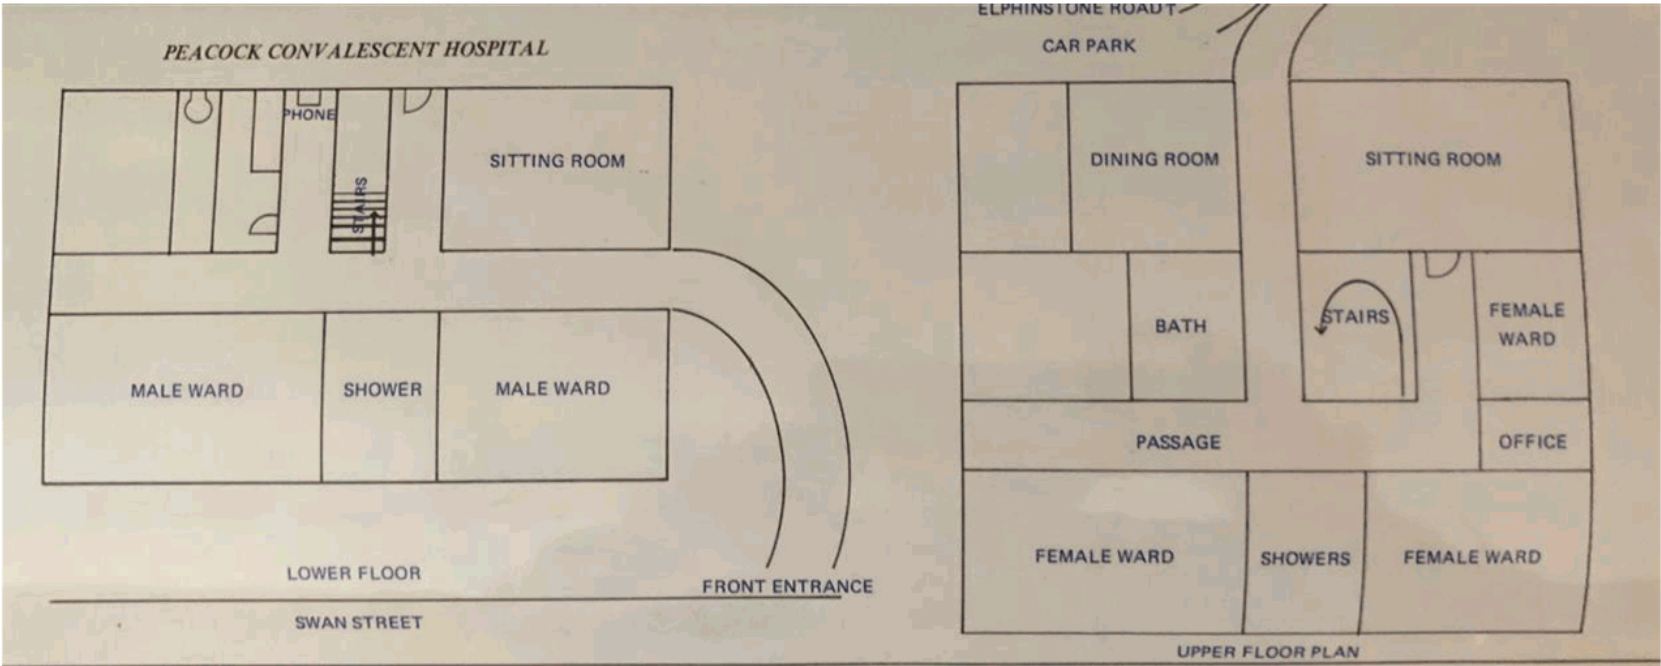 PEACOCK CONVALESCENT HOSPITAL
PHONE
STAIRS
SITTING ROOM
MALE WARD
SHOWER
MALE WARD
LOWER FLOOR
FRONT ENTRANCE
SWAN STREET
ELPHINSTONE ROAD
CAR PARK
DINING ROOM
SITTING ROOM
BATH
STAIRS
FEMALE
WARD
PASSAGE
OFFICE
FEMALE WARD
SHOWERS
FEMALE WARD
UPPER FLOOR PLAN